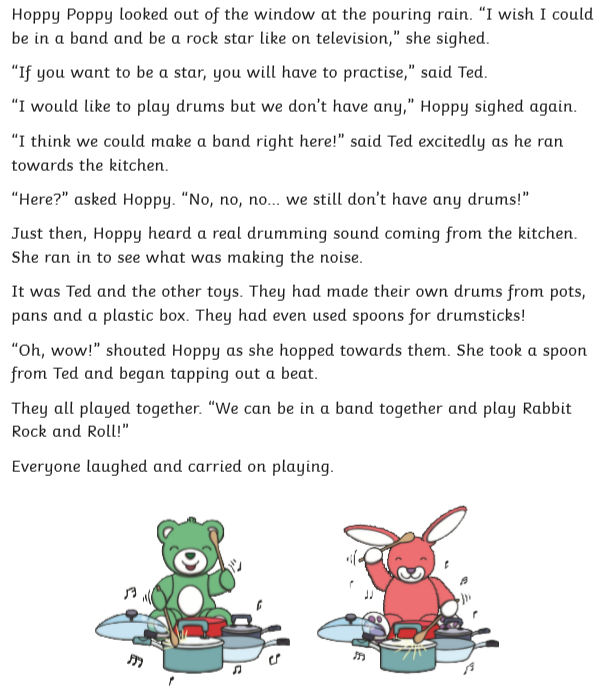 Hoppy Poppy looked out of the window at the pouring rain. “I wish I could
be in a band and be a rock star like on television,” she sighed.
“If you want to be a star, you will have to practise,” said Ted.
“I would like to play drums but we don’t have any,” Hoppy sighed again.
“I think we could make a band right here!” said Ted excitedly as he ran
towards the kitchen.
“Here?” asked Hoppy. “No, no, no... we still don’t have any drums!”
Just then, Hoppy heard a real drumming sound coming from the kitchen.
She ran in to see what was making the noise.
It was Ted and the other toys. They had made their own drums from pots,
pans and a plastic box. They had even used spoons for drumsticks!
“Oh, wow!” shouted Hoppy as she hopped towards them. She took a spoon
from Ted and began tapping out a beat.
They all played together. “We can be in a band together and play Rabbit
Rock and Roll!”
Everyone laughed and carried on playing.